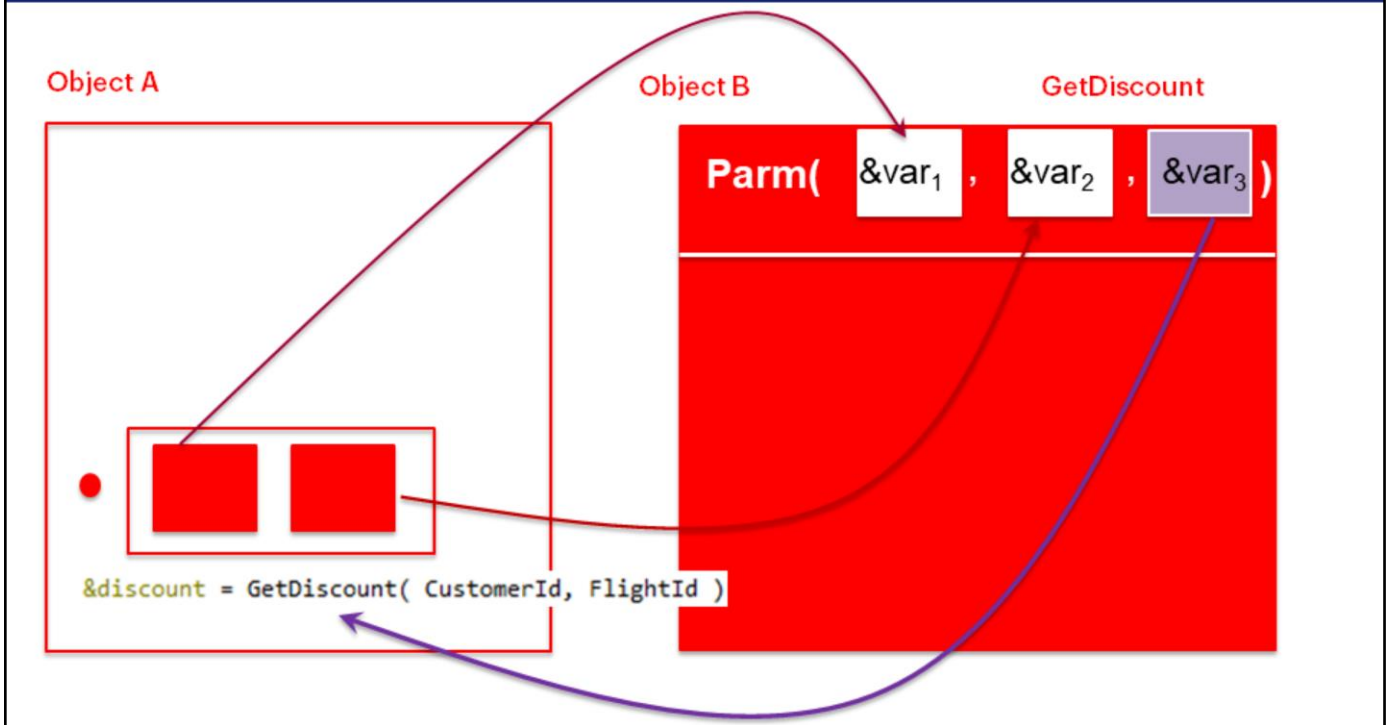 Object A
Object B
GetDiscount
Parm( &var₁ , &var₂ , &var₃ )
&discount = GetDiscount( CustomerId, FlightId )